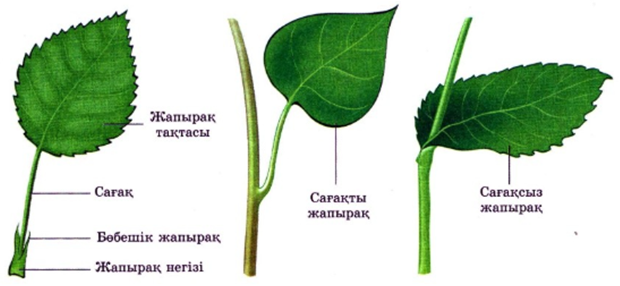 Жапырақ
тақтасы
Сағақ
Бөбешік жапырақ
Жапырақ негізі
Сағақты
жапырақ
Сағақсыз
жапырақ